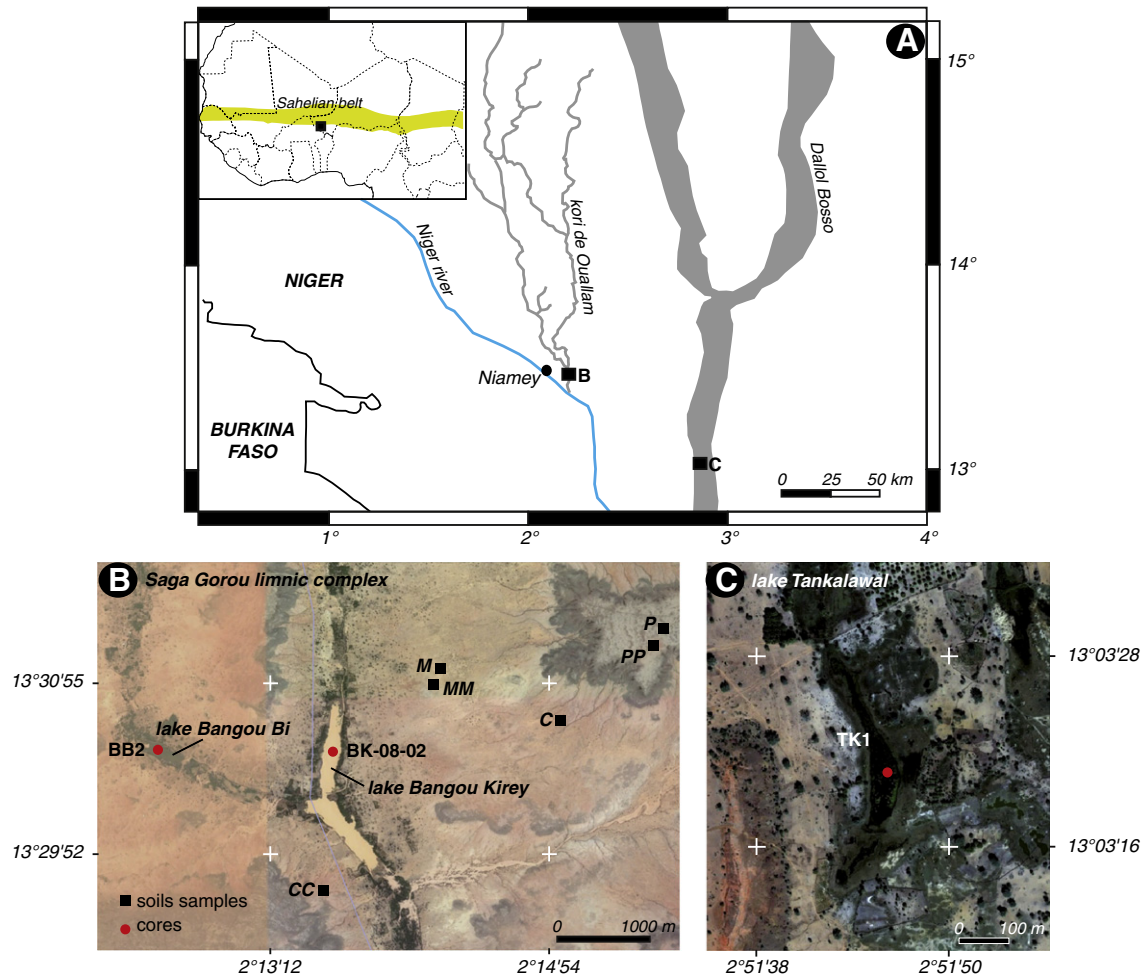 A
15°
Sahelian belt
Dallol Bosso
kori de Ouallam
Niger river
14°
NIGER
Niamey
B
BURKINA
FASO
C
0 25 50 km
13°
1° 2° 3° 4°
B Saga Gorou limnic complex
P
PP
M
MM
13°30'55
C
lake Bangou Bi
BB2
BK-08-02
lake Bangou Kirey
13°29'52
CC
soils samples
cores
0 1000 m
2°13'12 2°14'54
C lake Tankalawal
13°03'28
TK1
13°03'16
0 100 m
2°51'38 2°51'50